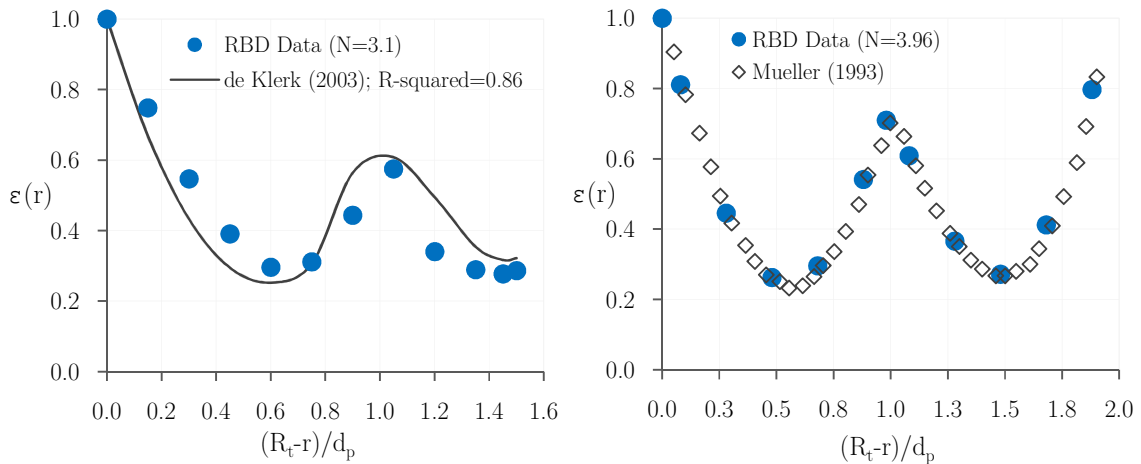 1.0
0.8
0.6
0.4
0.2
0.0
ε(r)
RBD Data (N=3.1)
de Klerk (2003); R-squared=0.86
0.0 0.2 0.4 0.6 0.8 1.0 1.2 1.4 1.6
(Rₜ-r)/dₚ
1.0
0.8
0.6
0.4
0.2
0.0
ε(r)
RBD Data (N=3.96)
Mueller (1993)
0.0 0.3 0.5 0.8 1.0 1.3 1.5 1.8 2.0
(Rₜ-r)/dₚ